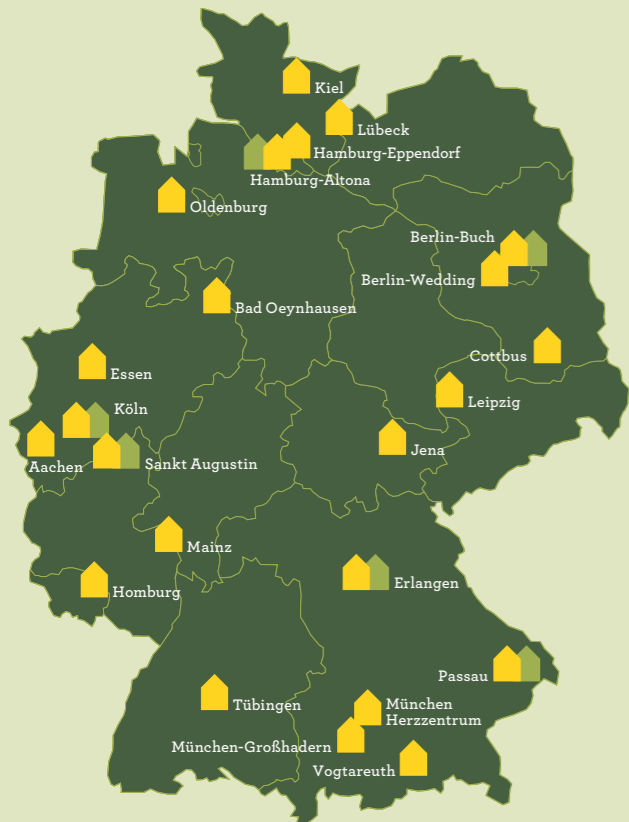 Kiel
Lübeck
Hamburg-Eppendorf
Hamburg-Altona
Oldenburg
Berlin-Buch
Berlin-Wedding
Bad Oeynhausen
Cottbus
Essen
Leipzig
Köln
Jena
Aachen
Sankt Augustin
Mainz
Erlangen
Homburg
Passau
Tübingen
München
Herzzentrum
München-Großhadern
Vogtareuth